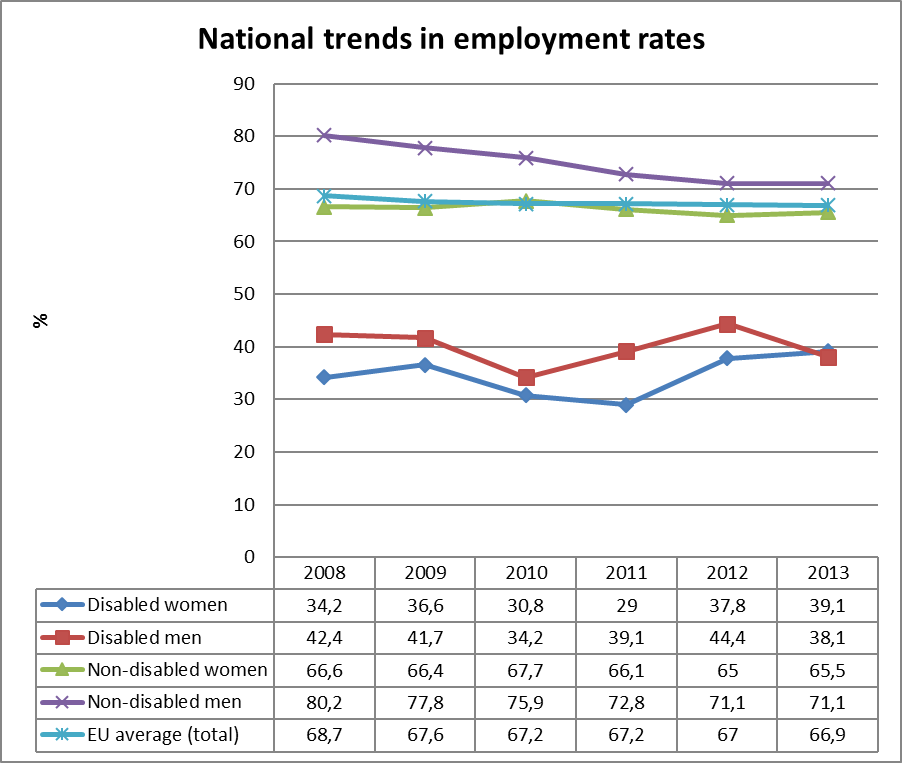 National trends in employment rates
%
90
80
70
60
50
40
30
20
10
0
2008 2009 2010 2011 2012 2013
Disabled women 34,2 36,6 30,8 29 37,8 39,1
Disabled men 42,4 41,7 34,2 39,1 44,4 38,1
Non-disabled women 66,6 66,4 67,7 66,1 65 65,5
Non-disabled men 80,2 77,8 75,9 72,8 71,1 71,1
EU average (total) 68,7 67,6 67,2 67,2 67 66,9